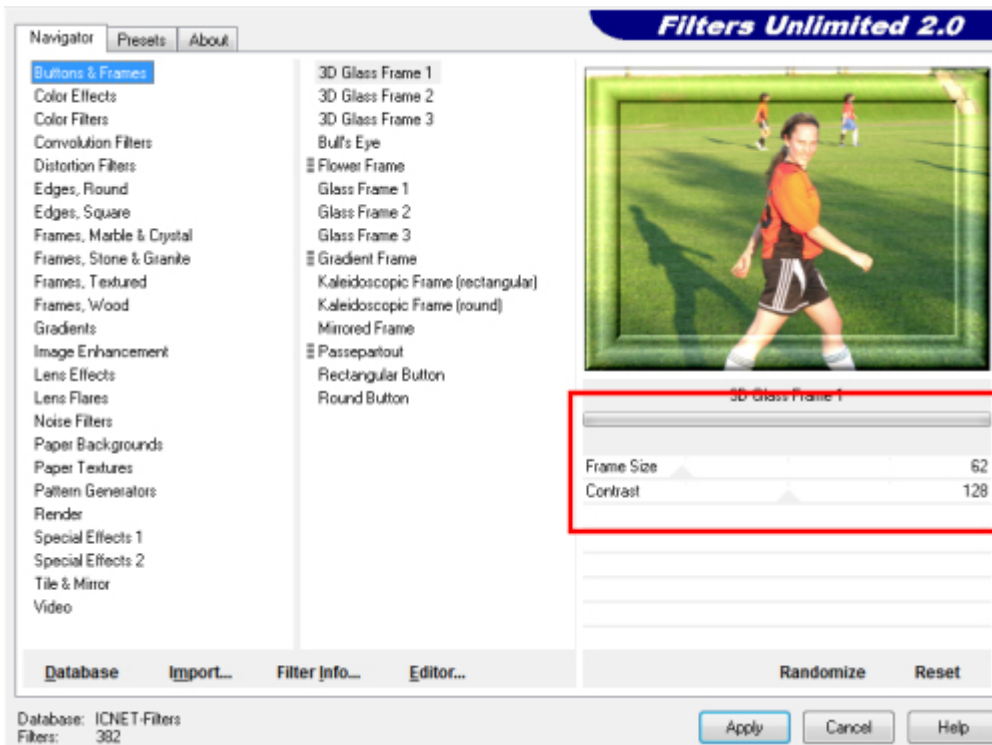 Filters Unlimited 2.0
Navigator
Presets
About
Buttons & Frames
Color Effects
Color Filters
Convolution Filters
Distortion Filters
Edges, Round
Edges, Square
Frames, Marble & Crystal
Frames, Stone & Granite
Frames, Textured
Frames, Wood
Gradients
Image Enhancement
Lens Effects
Lens Flares
Noise Filters
Paper Backgrounds
Paper Textures
Pattern Generators
Render
Special Effects 1
Special Effects 2
Tile & Mirror
Video
3D Glass Frame 1
3D Glass Frame 2
3D Glass Frame 3
Bull's Eye
Flower Frame
Glass Frame 1
Glass Frame 2
Glass Frame 3
Gradient Frame
Kaleidoscopic Frame (rectangular)
Kaleidoscopic Frame (round)
Mirrored Frame
Passepartout
Rectangular Button
Round Button
3D Glass Frame 1
Frame Size 62
Contrast 128
Database Import... Filter Info... Editor... Randomize Reset
Database: ICNET-Filters
Filters: 382
Apply Cancel Help